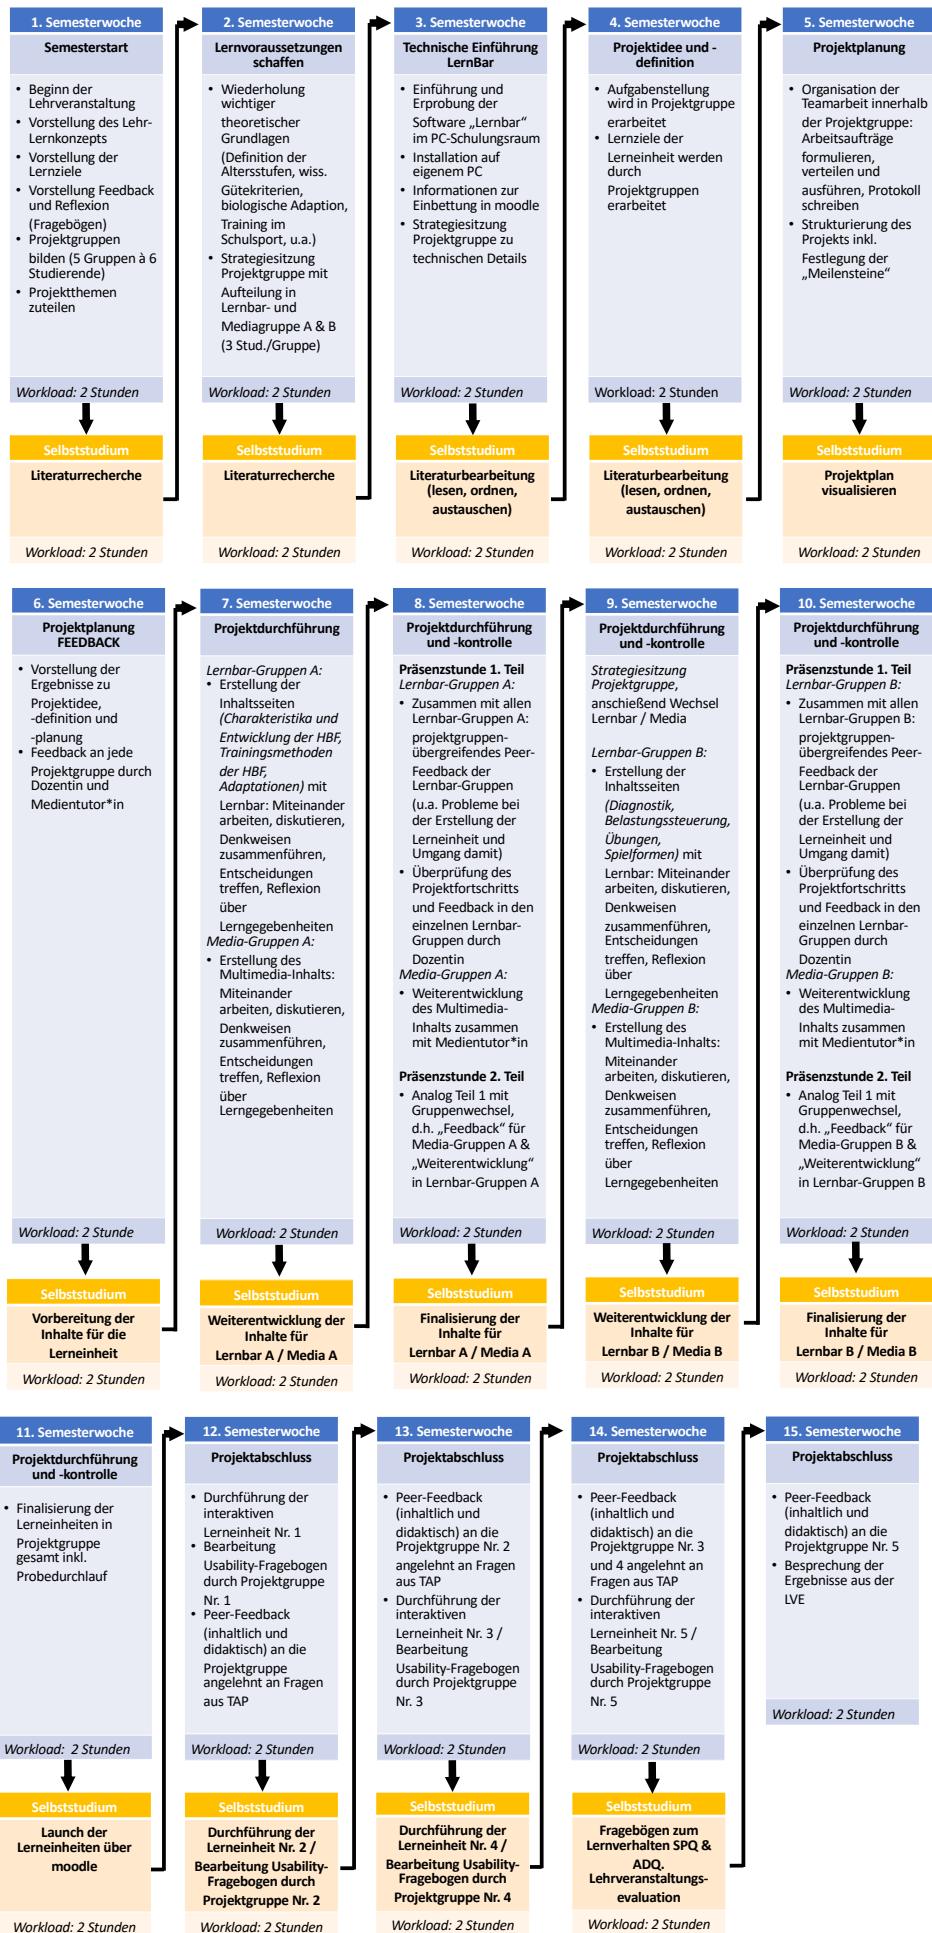 1. Semesterwoche
Semesterstart
• Beginn der
Lehrveranstaltung
• Vorstellung des Lehr-
Lernkonzepts
• Vorstellung der
Lernziele
• Vorstellung Feedback
und Reflexion
(Fragebögen)
• Projektgruppen
bilden (5 Gruppen à 6
Studierende)
• Projektthemen
zuteilen
Workload: 2 Stunden
Selbststudium
Literaturrecherche
Workload: 2 Stunden
2. Semesterwoche
Lernvoraussetzungen
schaffen
• Wiederholung
wichtiger
theoretischer
Grundlagen
(Definition der
Altersstufen, wiss.
Gütekriterien,
biologische Adaption,
Training im
Schulsport, u.a.)
• Strategiesitzung
Projektgruppe mit
Aufteilung in
Lernbar- und
Mediagruppe A & B
(3 Stud./Gruppe)
Workload: 2 Stunden
Selbststudium
Literaturrecherche
Workload: 2 Stunden
3. Semesterwoche
Technische Einführung
LernBar
• Einführung und
Erprobung der
Software „Lernbar"
im PC-Schulungsraum
• Installation auf
eigenem PC
• Informationen zur
Einbettung in moodle
• Strategiesitzung
Projektgruppe zu
technischen Details
Workload: 2 Stunden
Selbststudium
Literaturbearbeitung
(lesen, ordnen,
austauschen)
Workload: 2 Stunden
4. Semesterwoche
Projektidee und -
definition
• Aufgabenstellung
wird in Projektgruppe
erarbeitet
• Lernziele der
Lerneinheit werden
durch
Projektgruppen
erarbeitet
Workload: 2 Stunden
Selbststudium
Literaturbearbeitung
(lesen, ordnen,
austauschen)
Workload: 2 Stunden
5. Semesterwoche
Projektplanung
• Organisation der
Teamarbeit innerhalb
der Projektgruppe:
Arbeitsaufträge
formulieren,
verteilen und
ausführen, Protokoll
schreiben
• Strukturierung des
Projekts inkl.
Festlegung der
„Meilensteine"
Workload: 2 Stunden
Selbststudium
Projektplan
visualisieren
Workload: 2 Stunden
6. Semesterwoche
Projektplanung
FEEDBACK
• Vorstellung der
Ergebnisse zu
Projektidee,
-definition und
-planung
• Feedback an jede
Projektgruppe durch
Dozentin und
Medientutor*in
Workload: 2 Stunde
Selbststudium
Vorbereitung der
Inhalte für die
Lerneinheit
Workload: 2 Stunden
7. Semesterwoche
Projektdurchführung
Lernbar-Gruppen A:
• Erstellung der
Inhaltsseiten
(Charakteristika und
Entwicklung der HBF,
Trainingsmethoden
der HBF,
Adaptationen) mit
Lernbar: Miteinander
arbeiten, diskutieren,
Denkweisen
zusammenführen,
Entscheidungen
treffen, Reflexion
über
Lerngegebenheiten
Media-Gruppen A:
• Erstellung des
Multimedia-Inhalts:
Miteinander
arbeiten, diskutieren,
Denkweisen
zusammenführen,
Entscheidungen
treffen, Reflexion
über
Lerngegebenheiten
Workload: 2 Stunden
Selbststudium
Weiterentwicklung der
Inhalte für
Lernbar A / Media A
Workload: 2 Stunden
8. Semesterwoche
Projektdurchführung
und -kontrolle
Präsenzstunde 1. Teil
Lernbar-Gruppen A:
• Zusammen mit allen
Lernbar-Gruppen A:
projektgruppen-
übergreifendes Peer-
Feedback der
Lernbar-Gruppen
(u.a. Probleme bei
der Erstellung der
Lerneinheit und
Umgang damit)
• Überprüfung des
Projektfortschritts
und Feedback in den
einzelnen Lernbar-
Gruppen durch
Dozentin
Media-Gruppen A:
• Weiterentwicklung
des Multimedia-
Inhalts zusammen
mit Medientutor*in
Präsenzstunde 2. Teil
• Analog Teil 1 mit
Gruppenwechsel,
d.h. „Feedback" für
Media-Gruppen A &
„Weiterentwicklung"
in Lernbar-Gruppen A
Workload: 2 Stunden
Selbststudium
Finalisierung der
Inhalte für
Lernbar A / Media A
Workload: 2 Stunden
9. Semesterwoche
Projektdurchführung
und -kontrolle
Strategiesitzung
Projektgruppe,
anschießend Wechsel
Lernbar / Media
Lernbar-Gruppen B:
• Erstellung der
Inhaltsseiten
(Diagnostik,
Belastungssteuerung,
Übungen,
Spielformen) mit
Lernbar: Miteinander
arbeiten, diskutieren,
Denkweisen
zusammenführen,
Entscheidungen
treffen, Reflexion
über
Lerngegebenheiten
Media-Gruppen B:
• Erstellung des
Multimedia-Inhalts:
Miteinander
arbeiten, diskutieren,
Denkweisen
zusammenführen,
Entscheidungen
treffen, Reflexion
über
Lerngegebenheiten
Workload: 2 Stunden
Selbststudium
Weiterentwicklung der
Inhalte für
Lernbar B / Media B
Workload: 2 Stunden
10. Semesterwoche
Projektdurchführung
und -kontrolle
Präsenzstunde 1. Teil
Lernbar-Gruppen B:
• Zusammen mit allen
Lernbar-Gruppen B:
projektgruppen-
übergreifendes Peer-
Feedback der
Lernbar-Gruppen
(u.a. Probleme bei
der Erstellung der
Lerneinheit und
Umgang damit)
• Überprüfung des
Projektfortschritts
und Feedback in den
einzelnen Lernbar-
Gruppen durch
Dozentin
Media-Gruppen B:
• Weiterentwicklung
des Multimedia-
Inhalts zusammen
mit Medientutor*in
Präsenzstunde 2. Teil
• Analog Teil 1 mit
Gruppenwechsel,
d.h. „Feedback" für
Media-Gruppen B &
„Weiterentwicklung"
in Lernbar-Gruppen B
Workload: 2 Stunden
Selbststudium
Finalisierung der
Inhalte für
Lernbar B / Media B
Workload: 2 Stunden
11. Semesterwoche
Projektdurchführung
und -kontrolle
• Finalisierung der
Lerneinheiten in
Projektgruppe
gesamt inkl.
Probedurchlauf
Workload: 2 Stunden
Selbststudium
Launch der
Lerneinheiten über
moodle
Workload: 2 Stunden
12. Semesterwoche
Projektabschluss
• Durchführung der
interaktiven
Lerneinheit Nr. 1
• Bearbeitung
Usability-Fragebogen
durch Projektgruppe
Nr. 1
• Peer-Feedback
(inhaltlich und
didaktisch) an die
Projektgruppe
angelehnt an Fragen
aus TAP
Workload: 2 Stunden
Selbststudium
Durchführung der
Lerneinheit Nr. 2 /
Bearbeitung Usability-
Fragebogen durch
Projektgruppe Nr. 2
Workload: 2 Stunden
13. Semesterwoche
Projektabschluss
• Peer-Feedback
(inhaltlich und
didaktisch) an die
Projektgruppe Nr. 2
angelehnt an Fragen
aus TAP
• Durchführung der
interaktiven
Lerneinheit Nr. 3 /
Bearbeitung
Usability-Fragebogen
durch Projektgruppe
Nr. 3
Workload: 2 Stunden
Selbststudium
Durchführung der
Lerneinheit Nr. 4 /
Bearbeitung Usability-
Fragebogen durch
Projektgruppe Nr. 4
Workload: 2 Stunden
14. Semesterwoche
Projektabschluss
• Peer-Feedback
(inhaltlich und
didaktisch) an die
Projektgruppe Nr. 3
und 4 angelehnt an
Fragen aus TAP
• Durchführung der
interaktiven
Lerneinheit Nr. 5 /
Bearbeitung
Usability-Fragebogen
durch Projektgruppe
Nr. 5
Workload: 2 Stunden
Selbststudium
Fragebögen zum
Lernverhalten SPQ &
ADQ.
Lehrveranstaltungs-
evaluation
Workload: 2 Stunden
15. Semesterwoche
Projektabschluss
• Peer-Feedback
(inhaltlich und
didaktisch) an die
Projektgruppe Nr. 5
• Besprechung der
Ergebnisse aus der
LVE
Workload: 2 Stunden